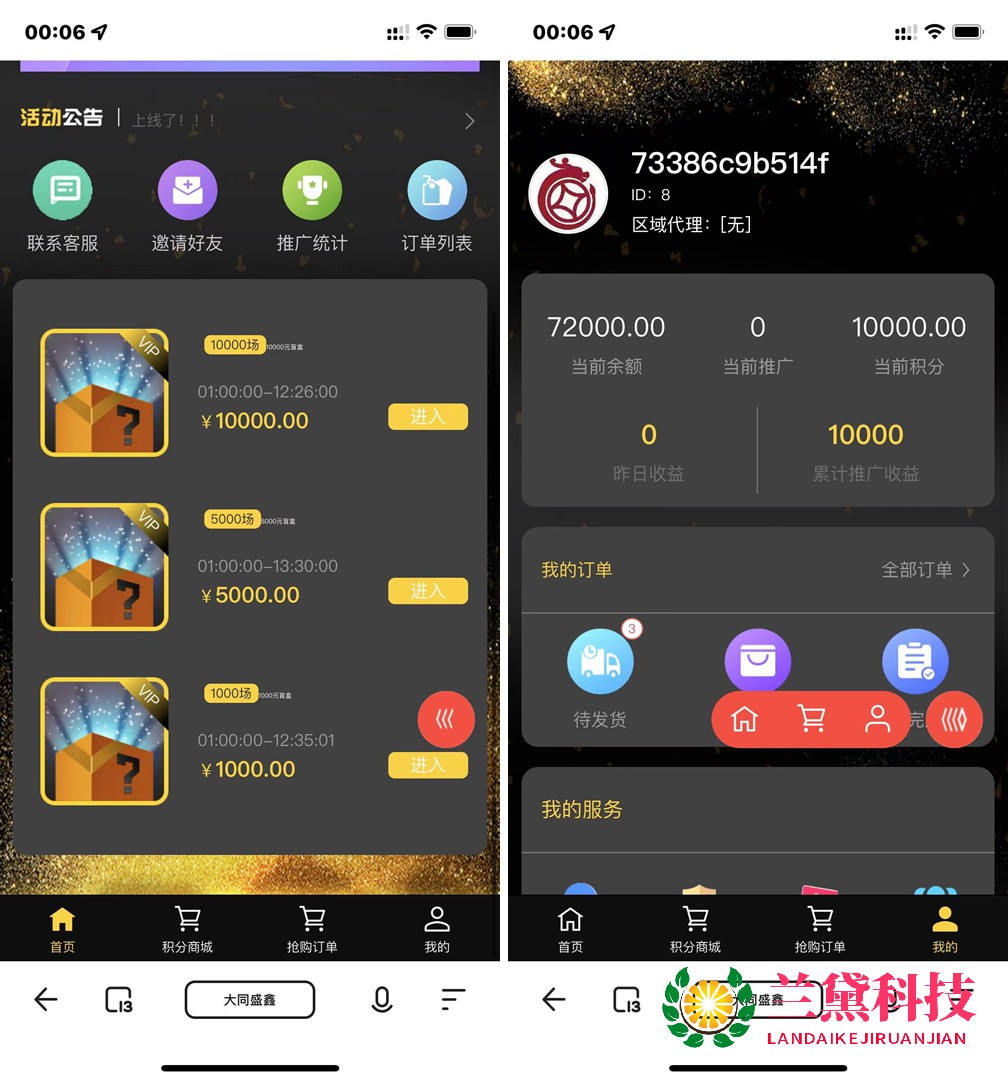 00:06
活动公告
上线了！！！
联系客服
邀请好友
推广统计
订单列表
VIP
10000场
10000元盲盒
01:00:00-12:26:00
¥10000.00
进入
VIP
5000场
5000元盲盒
01:00:00-13:30:00
¥5000.00
进入
VIP
1000场
1000元盲盒
01:00:00-12:35:01
¥1000.00
进入
首页
积分商城
抢购订单
我的
13
大同盛鑫
00:06
73386c9b514f
ID：8
区域代理：[无]
72000.00
0
10000.00
当前余额
当前推广
当前积分
0
10000
昨日收益
累计推广收益
我的订单
全部订单
3
待发货
完
我的服务
首页
积分商城
抢购订单
我的
13
大同盛鑫
兰黛科技
LANDAIKEJIRUANJIAN